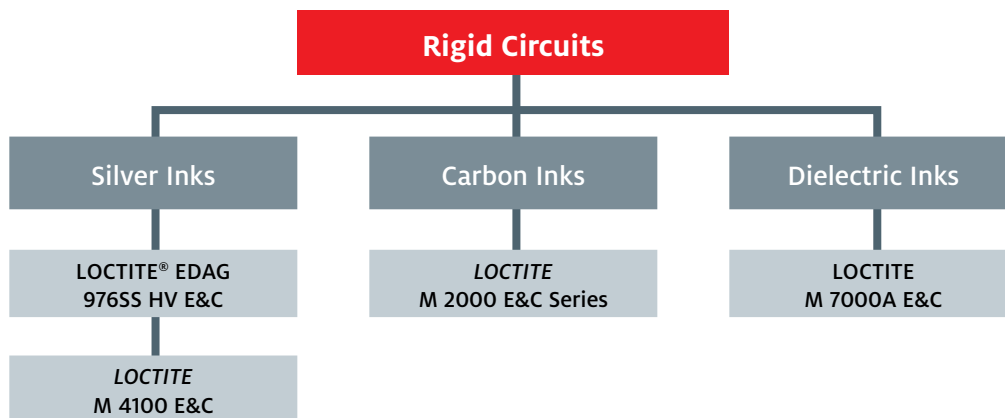 Rigid Circuits
Silver Inks
Carbon Inks
Dielectric Inks
LOCTITE® EDAG
976SS HV E&C
LOCTITE
M 2000 E&C Series
LOCTITE
M 7000A E&C
LOCTITE
M 4100 E&C